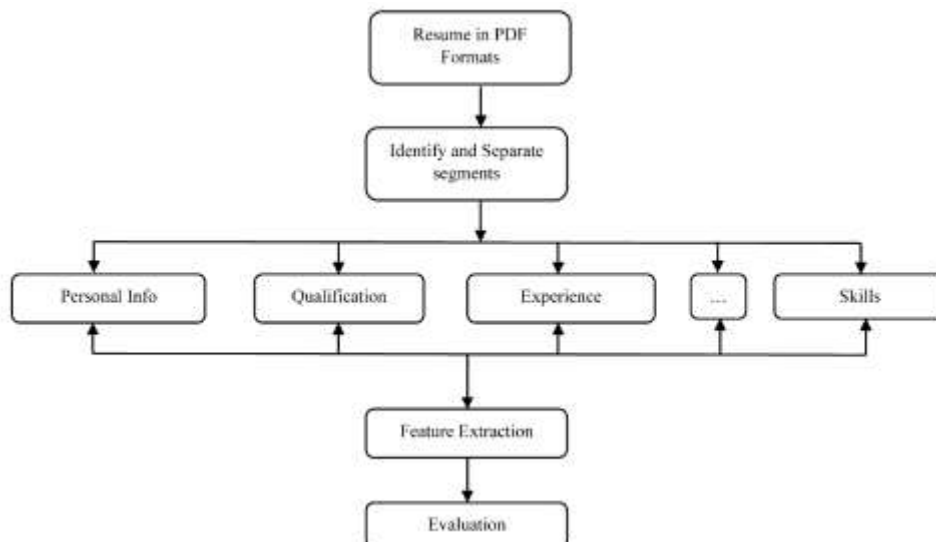 Resume in PDF
Formats
Identify and Separate
segments
Personal Info
Qualification
Experience
...
Skills
Feature Extraction
Evaluation